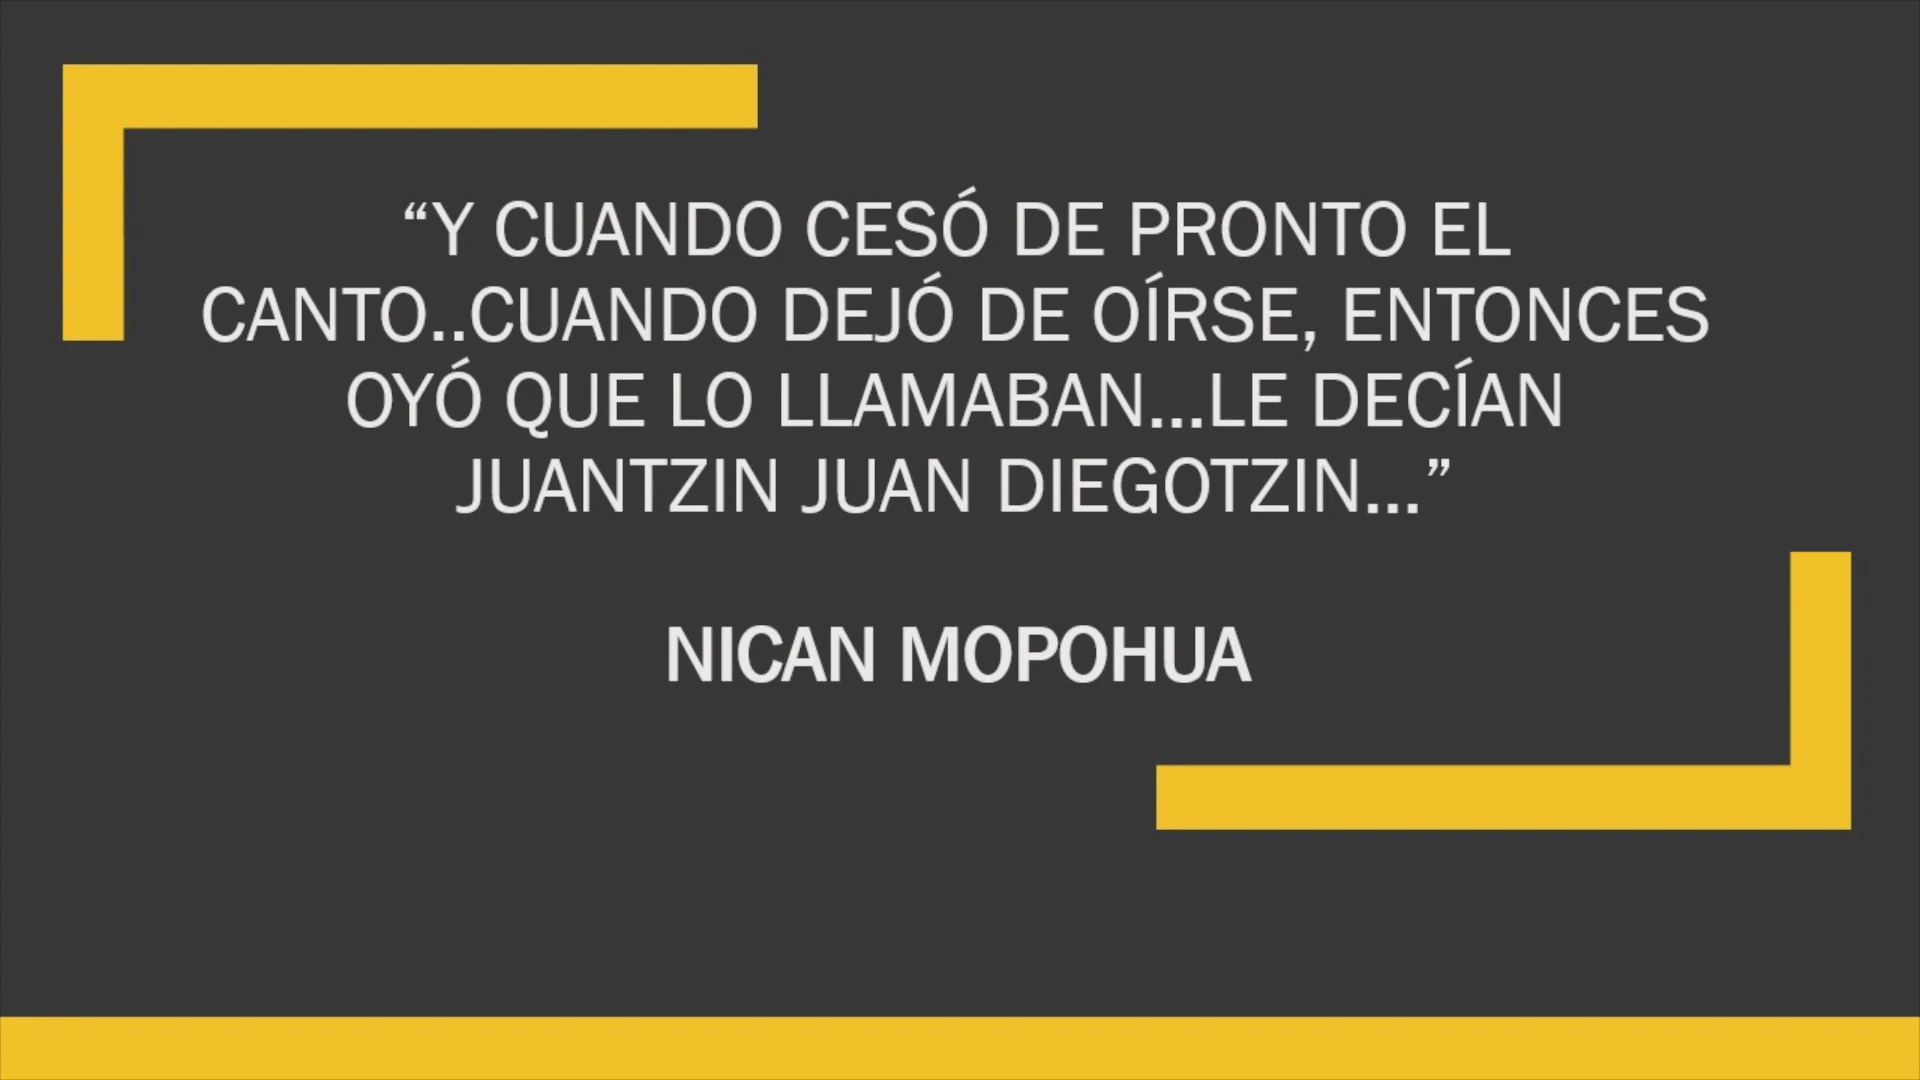 “Y CUANDO CESÓ DE PRONTO EL
CANTO..CUANDO DEJÓ DE OÍRSE, ENTONCES
OYÓ QUE LO LLAMABAN...LE DECÍAN
JUANTZIN JUAN DIEGOTZIN...”
NICAN MOPOHUA